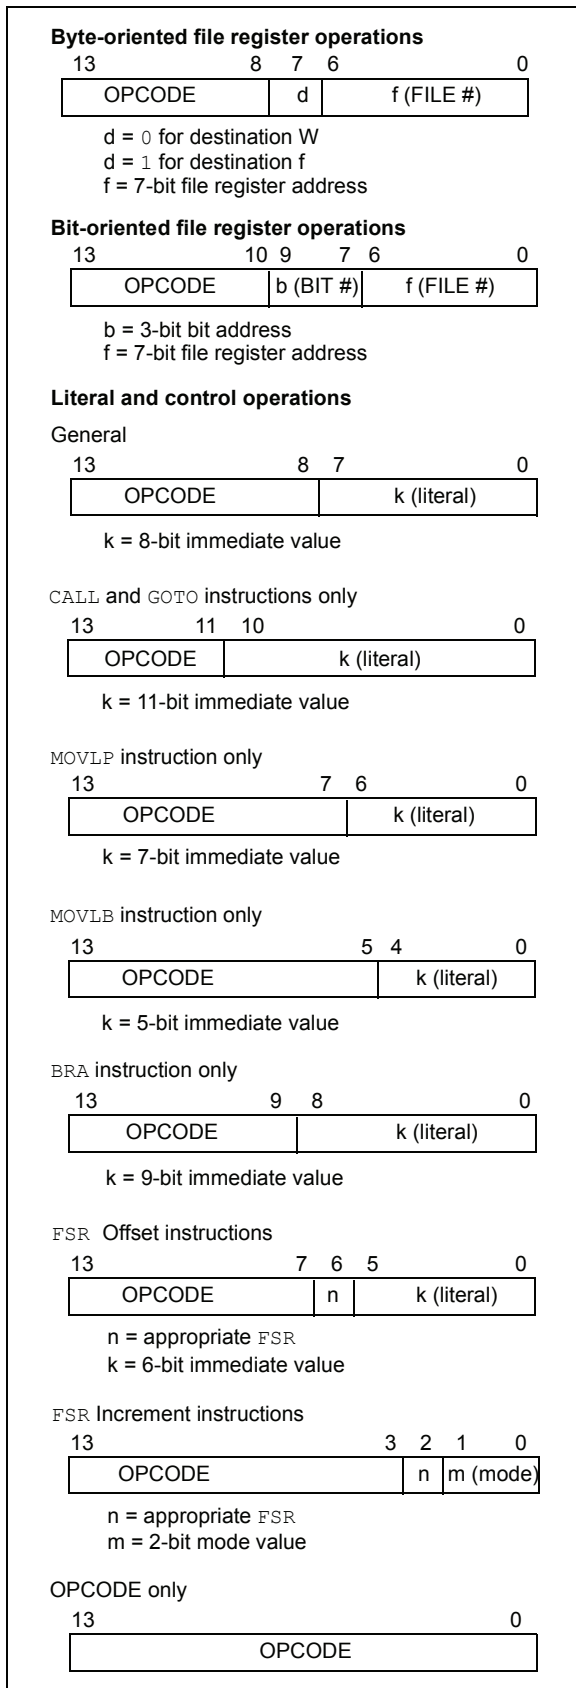 Byte-oriented file register operations
13 8 7 6 0
OPCODE d f (FILE #)
d = 0 for destination W
d = 1 for destination f
f = 7-bit file register address
Bit-oriented file register operations
13 10 9 7 6 0
OPCODE b (BIT #) f (FILE #)
b = 3-bit bit address
f = 7-bit file register address
Literal and control operations
General
13 8 7 0
OPCODE k (literal)
k = 8-bit immediate value
CALL and GOTO instructions only
13 11 10 0
OPCODE k (literal)
k = 11-bit immediate value
MOVLP instruction only
13 7 6 0
OPCODE k (literal)
k = 7-bit immediate value
MOVLB instruction only
13 5 4 0
OPCODE k (literal)
k = 5-bit immediate value
BRA instruction only
13 9 8 0
OPCODE k (literal)
k = 9-bit immediate value
FSR Offset instructions
13 7 6 5 0
OPCODE n k (literal)
n = appropriate FSR
k = 6-bit immediate value
FSR Increment instructions
13 3 2 1 0
OPCODE n m (mode)
n = appropriate FSR
m = 2-bit mode value
OPCODE only
13 0
OPCODE